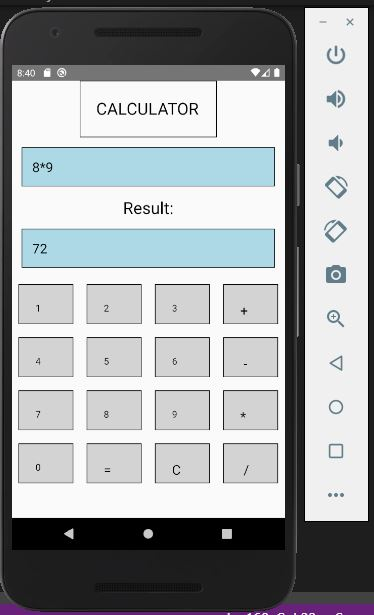 8:40
CALCULATOR
8*9
Result:
72
1 2 3 +
4 5 6 -
7 8 9 *
0 = C /